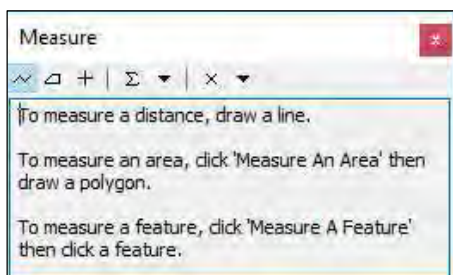 Measure
To measure a distance, draw a line.
To measure an area, click 'Measure An Area' then
draw a polygon.
To measure a feature, click 'Measure A Feature'
then click a feature.